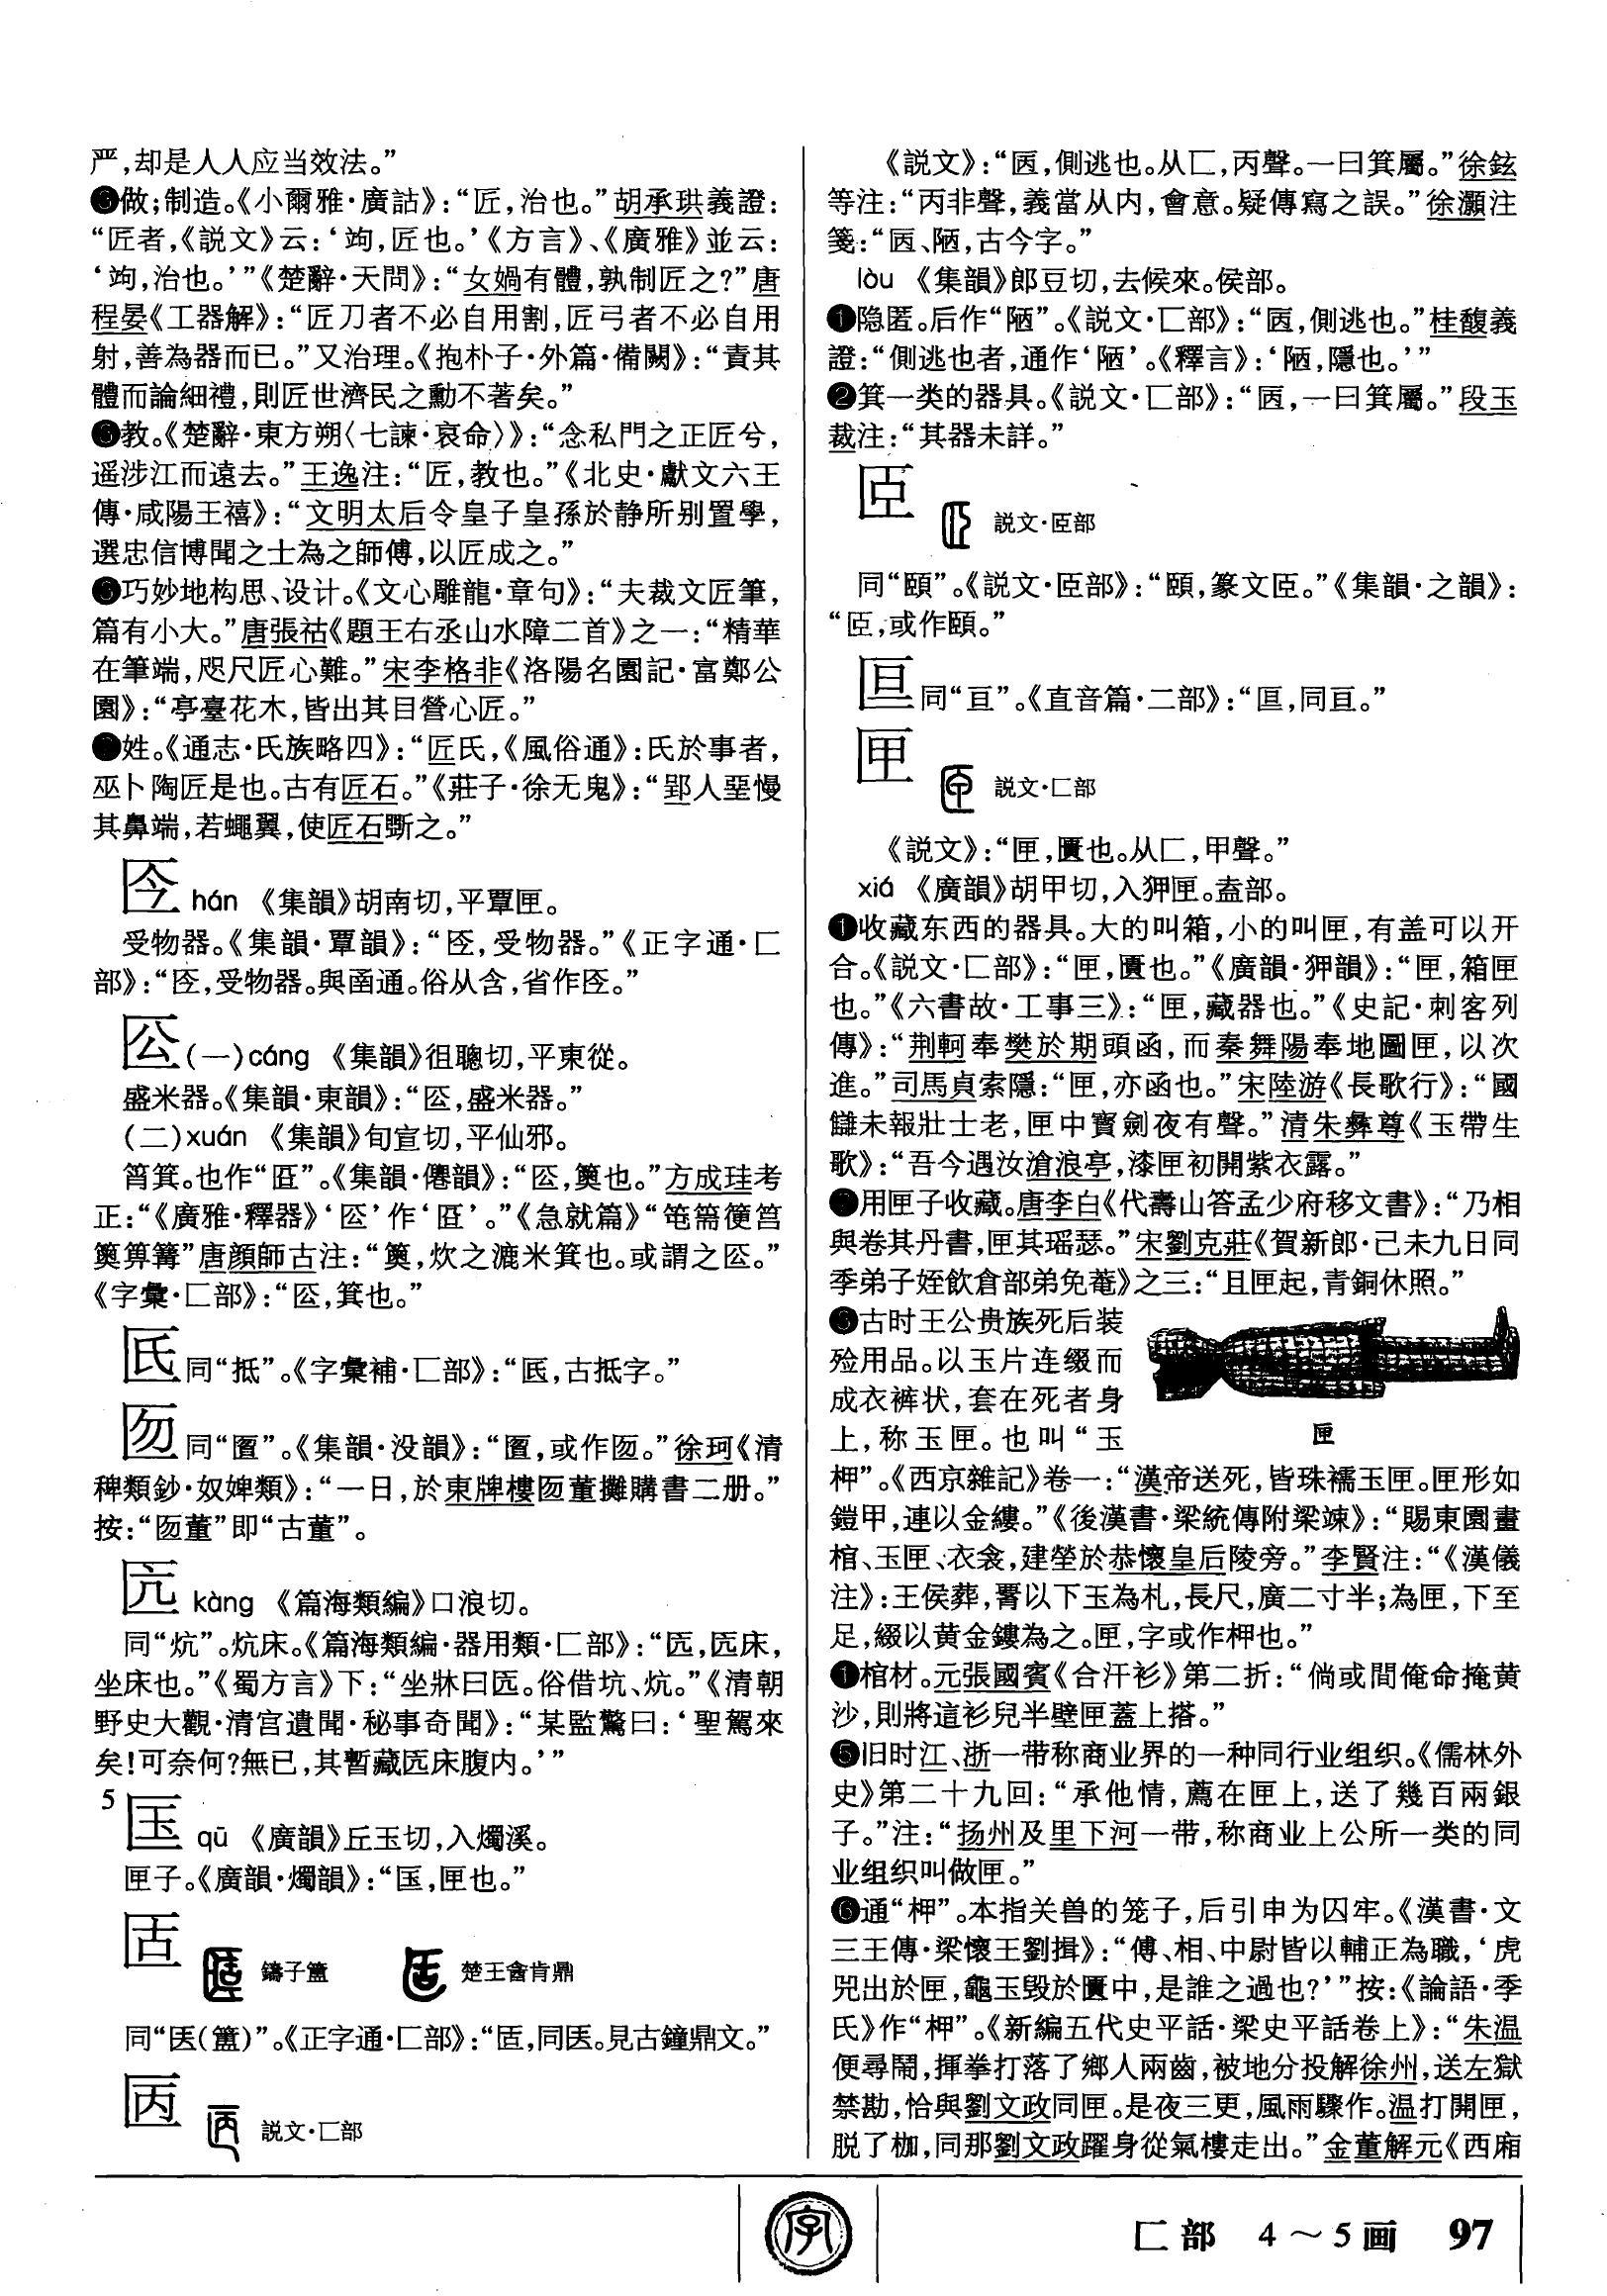 严,却是人人应当效法。”
❸做;制造。《小爾雅·廣詁》:“匠,治也。”胡承珙義證:
“匠者,《説文》云:‘竘,匠也。’《方言》、《廣雅》並云:
‘竘,治也。’”《楚辭·天問》:“女媧有體,孰制匠之?”唐
程晏《工器解》:“匠刀者不必自用割,匠弓者不必自用
射,善為器而已。”又治理。《抱朴子·外篇·備闕》:“責其
體而論細禮,則匠世濟民之勳不著矣。”
教。《楚辭·東方朔〈七諫·哀命〉》:“念私門之正匠兮,
遥涉江而遠去。”王逸注:“匠,教也。”《北史·獻文六王
傳·咸陽王禧》:“文明太后令皇子皇孫於静所别置學,
選忠信博聞之士為之師傅,以匠成之。”
巧妙地构思、设计。《文心雕龍·章句》:“夫裁文匠筆,
篇有小大。”唐張祜《題王右丞山水障二首》之一:“精華
在筆端,咫尺匠心難。”宋李格非《洛陽名園記·富鄭公
園》:“亭臺花木,皆出其目營心匠。”
姓。《通志·氏族略四》:“匠氏,《風俗通》:氏於事者,
巫卜陶匠是也。古有匠石。”《莊子·徐无鬼》:“郢人堊慢
其鼻端,若蠅翼,使匠石斲之。”
hán 《集韻》胡南切,平覃匣。
受物器。《集韻·覃韻》:“𠥴,受物器。”《正字通·匚
部》:“𠥴,受物器。與䤴通。俗从含,省作𠥴。”
(一)cóng 《集韻》徂聰切,平東從。
盛米器。《集韻·東韻》:“㔶,盛米器。”
(二)xuán 《集韻》旬宣切,平仙邪。
筲箕。也作“匴”。《集韻·僊韻》:“㔶,䉛也。”方成珪考
《字彙·匚部》:“㔶,箕也。”
同“抵”。《字彙補·匚部》:“𠤱,古抵字。”
匢 同“匫”。《集韻·没韻》:“匫,或作匢。”徐珂《清
稗類鈔·奴婢類》:“一日,於東牌樓匢董攤購書二册。”
按:“匢董”即“古董”。
匟 kàng 《篇海類編》口浪切。
同“炕”。炕床。《篇海類編·器用類·匚部》:“匟,匟床,
坐床也。”《蜀方言》下:“坐牀曰匟。俗借坑、炕。”《清朝
野史大觀·清宫遺聞·秘事奇聞》:“某監驚曰:‘聖駕來
矣!可奈何?無已,其暫藏匟床腹内。’”
5
匤 qū 《廣韻》丘玉切,入燭溪。
匣子。《廣韻·燭韻》:“匤,匣也。”
𠤳
鑄子簠 楚王酓肯鼎
同“医(簠)”。《正字通·匚部》:“𠤳,同医。見古鐘鼎文。”
㔷
説文·匚部
《説文》:“㔷,側逃也。从匚,丙聲。一曰箕屬。”徐鉉
等注:“丙非聲,義當从内,會意。疑傳寫之誤。”徐灝注
箋:“㔷、陋,古今字。”
lòu 《集韻》郎豆切,去候來。侯部。
❶隐匿。后作“陋”。《説文·匚部》:“㔷,側逃也。”桂馥義
證:“側逃也者,通作‘陋’。《釋言》:‘陋,隱也。’”
❷箕一类的器具。《説文·匚部》:“㔷,一曰箕屬。”段玉
裁注:“其器未詳。”
𦣝
説文·𦣝部
同“頤”。《説文·𦣝部》:“頤,篆文𦣝。”《集韻·之韻》:
“𦣝,或作頤。”
同“亘”。《直音篇·二部》:“𠄢,同亘。”
匣
説文·匚部
《説文》:“匣,匱也。从匚,甲聲。”
xiá 《廣韻》胡甲切,入狎匣。盍部。
❶收藏东西的器具。大的叫箱,小的叫匣,有盖可以开
合。《説文·匚部》:“匣,匱也。”《廣韻·狎韻》:“匣,箱匣
也。”《六書故·工事三》:“匣,藏器也。”《史記·刺客列
傳》:“荆軻奉樊於期頭函,而秦舞陽奉地圖匣,以次
進。”司馬貞索隱:“匣,亦函也。”宋陸游《長歌行》:“國
讎未報壯士老,匣中寶劍夜有聲。”清朱彝尊《玉帶生
歌》:“吾今遇汝滄浪亭,漆匣初開紫衣露。”
❷用匣子收藏。唐李白《代壽山答孟少府移文書》:“乃相
與卷其丹書,匣其瑶瑟。”宋劉克莊《賀新郎·己未九日同
季弟子姪飲倉部弟免菴》之三:“且匣起,青銅休照。”
❸古时王公贵族死后装
殓用品。以玉片连缀而
成衣裤状,套在死者身
上,称玉匣。也叫“玉
匣
柙”。《西京雜記》卷一:“漢帝送死,皆珠襦玉匣。匣形如
鎧甲,連以金縷。”《後漢書·梁統傳附梁竦》:“賜東園畫
棺、玉匣、衣衾,建塋於恭懷皇后陵旁。”李賢注:“《漢儀
注》:王侯葬,䯒以下玉為札,長尺,廣二寸半;為匣,下至
足,綴以黄金鏤為之。匣,字或作柙也。”
棺材。元張國賓《合汗衫》第二折:“倘或間俺命掩黄
沙,則將這衫兒半壁匣蓋上搭。”
❺旧时江、浙一带称商业界的一种同行业组织。《儒林外
史》第二十九回:“承他情,薦在匣上,送了幾百兩銀
子。”注:“扬州及里下河一带,称商业上公所一类的同
业组织叫做匣。”
❻通“柙”。本指关兽的笼子,后引申为囚牢。《漢書·文
三王傳·梁懷王劉揖》:“傅、相、中尉皆以輔正為職,‘虎
兕出於匣,龜玉毁於匱中,是誰之過也?’”按:《論語·季
氏》作“柙”。《新編五代史平話·梁史平話卷上》:“朱温
便尋鬧,揮拳打落了鄉人兩齒,被地分投解徐州,送左獄
禁勘,恰與劉文政同匣。是夜三更,風雨驟作。温打開匣,
脱了枷,同那劉文政躍身從氣樓走出。”金董解元《西廂
字
匚部 4～5画 97